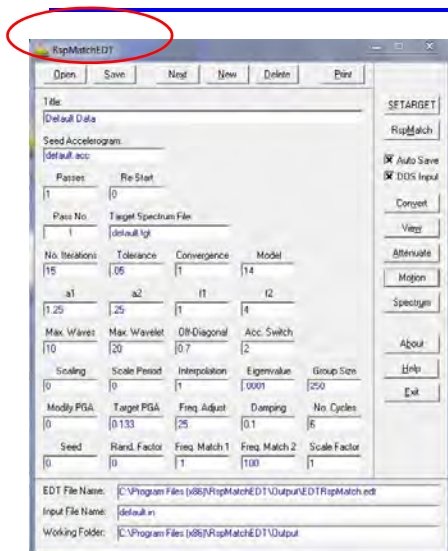 RspMatchEDT
Open Save Next New Delete Print
Title:
Default Data
SETARGET
Seed Accelerogram:
default.acc
RspMatch
Passes Re-Start
Auto Save
1 0
DOS Input
Pass No. Target Spectrum File:
Convert
1 default.tgt
View
No. Iterations Tolerance Convergence Model
Attenuate
15 .05 1 14
Motion
a1 a2 f1 f2
Spectrum
1.25 .25 1 4
Max. Waves Max. Wavelet Off-Diagonal Acc. Switch
About
10 20 0.7 2
Scaling Scale Period Interpolation Eigenvalue Group Size
Help
0 0 1 .0001 250
Exit
Modify PGA Target PGA Freq. Adjust Damping No. Cycles
0 0.133 25 0.1 6
Seed Rand. Factor Freq. Match 1 Freq. Match 2 Scale Factor
0 0 1 100 1
EDT File Name: C:\Program Files (x86)\RspMatchEDT\Output\EDTRspMatch.edt
Input File Name: default.in
Working Folder: C:\Program Files (x86)\RspMatchEDT\Output